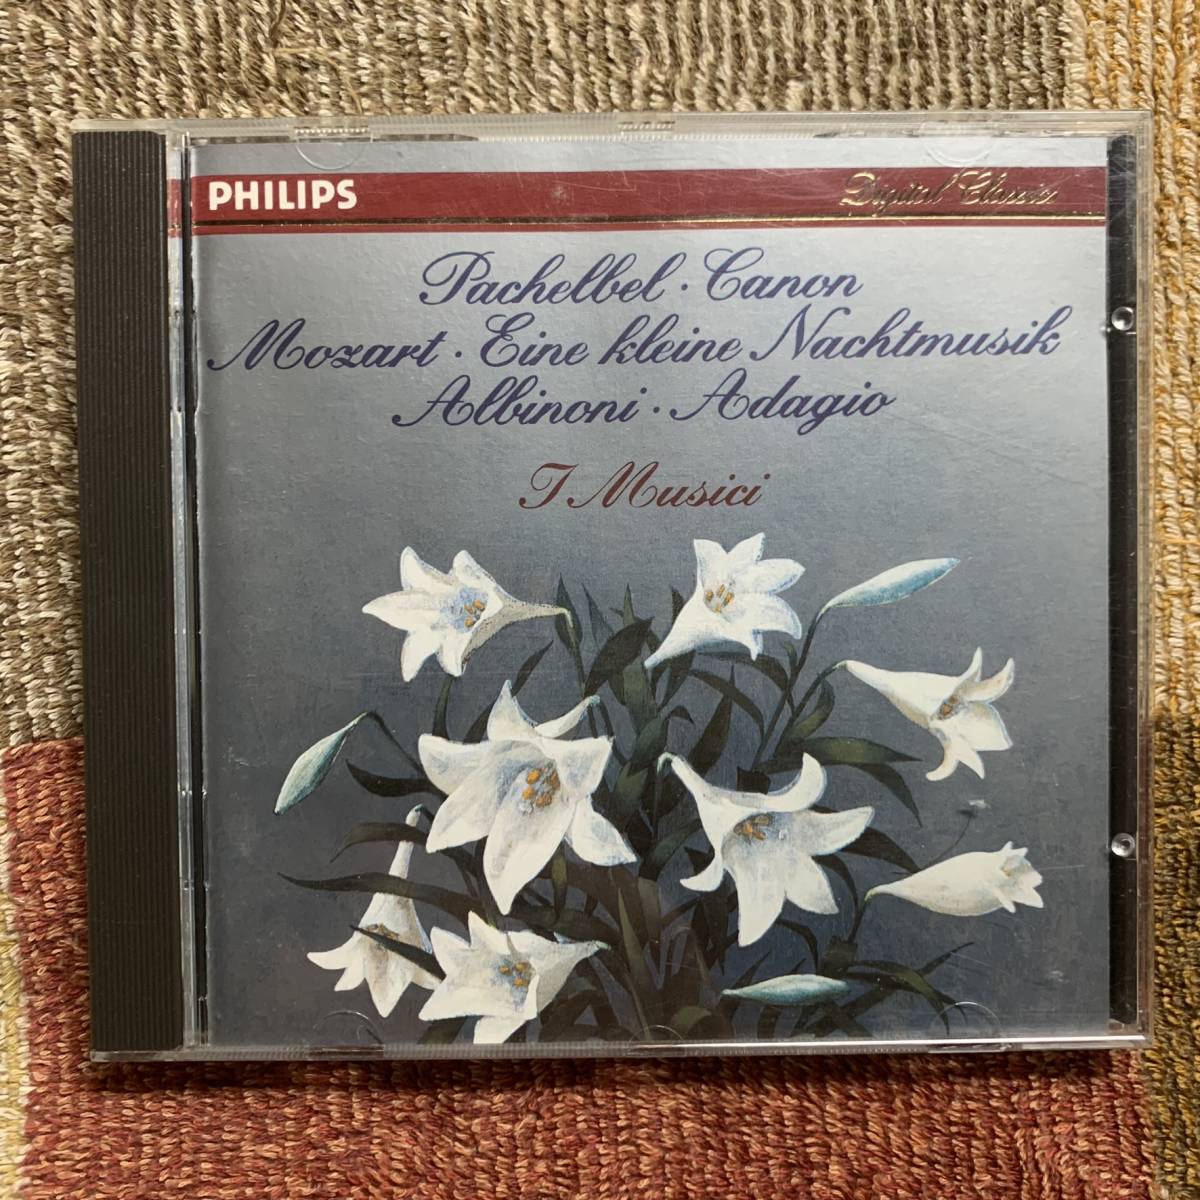 PHILIPS
Digital Classics
Pachelbel · Canon
Mozart · Eine kleine Nachtmusik
Albinoni · Adagio
I Musici